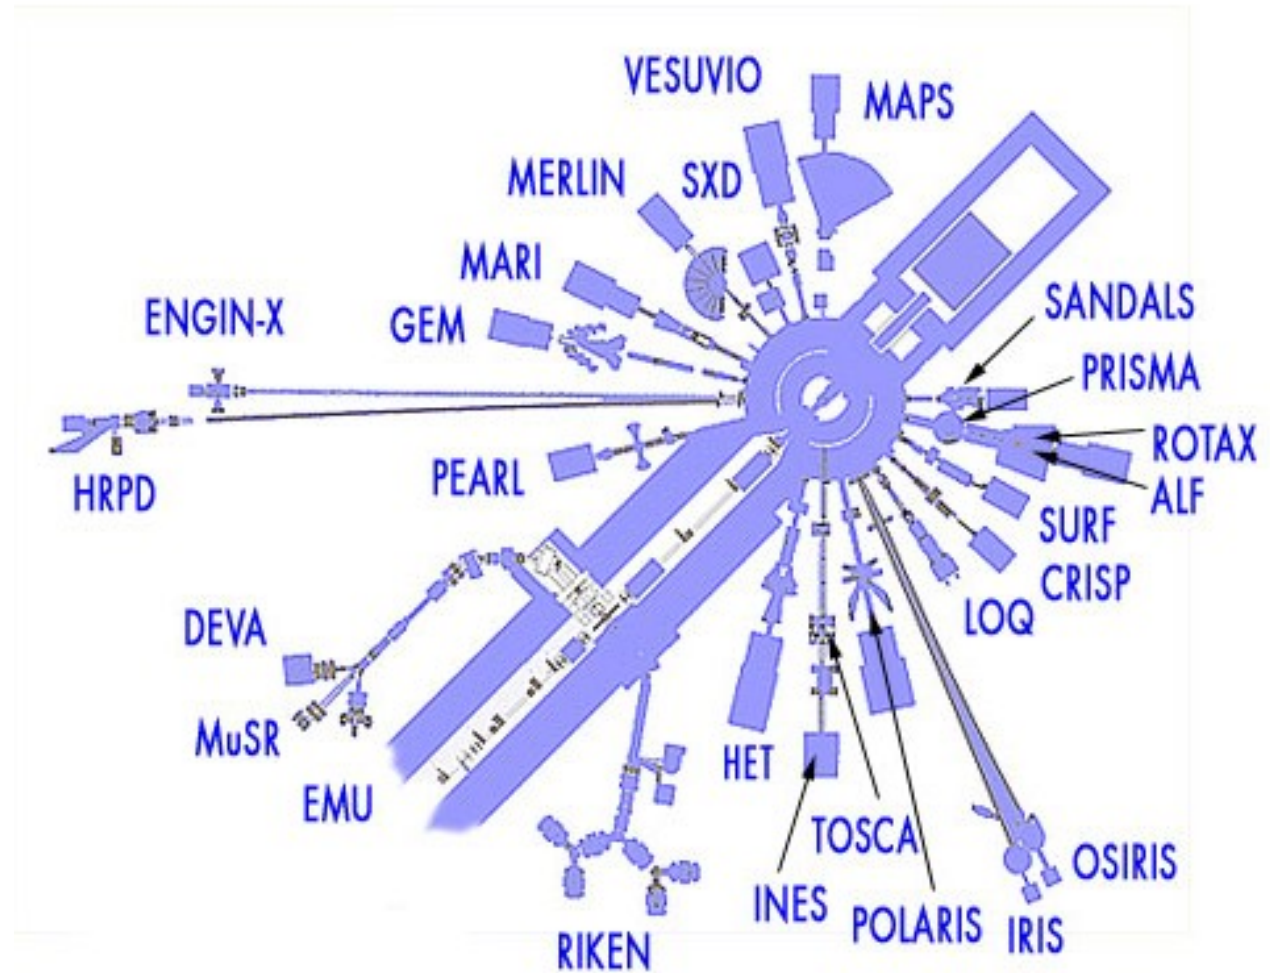 VESUVIO
MAPS
MERLIN
SXD
MARI
SANDALS
ENGIN-X
GEM
PRISMA
ROTAX
PEARL
HRPD
ALF
SURF
CRISP
LOQ
DEVA
MuSR
HET
EMU
TOSCA
OSIRIS
INES
POLARIS
IRIS
RIKEN